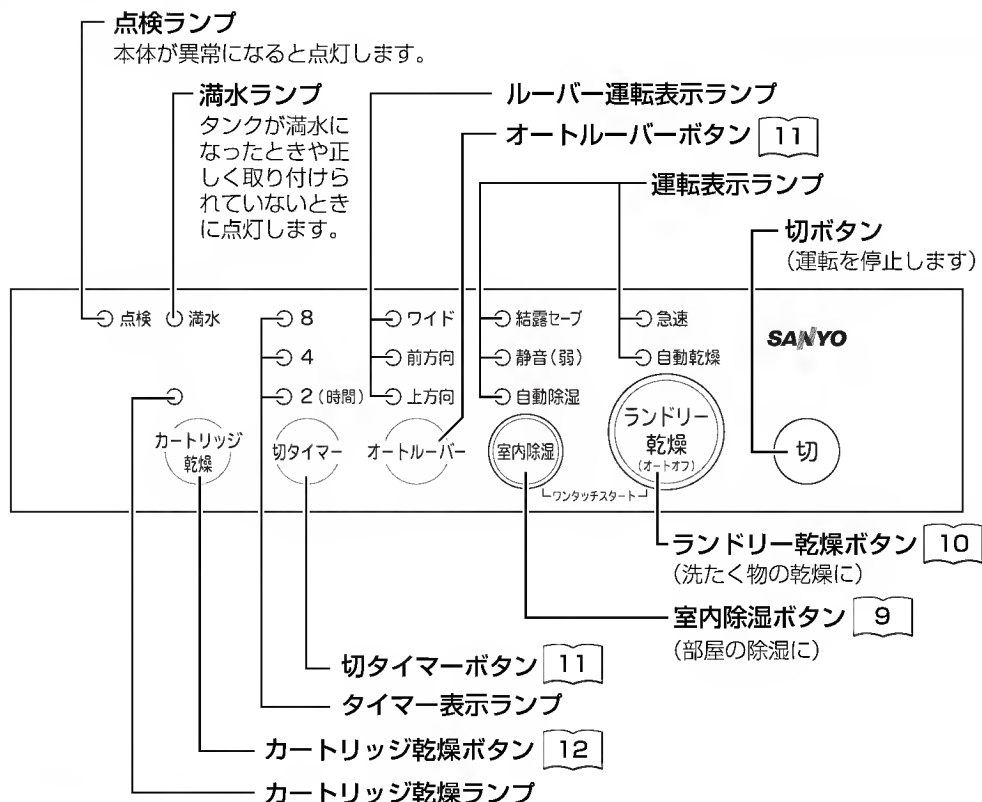 点検ランプ
本体が異常になると点灯します。
満水ランプ
タンクが満水に
なったときや正
しく取り付けら
れていないとき
に点灯します。
ルーバー運転表示ランプ
オートルーバーボタン 11
運転表示ランプ
切ボタン
（運転を停止します）
点検 満水 8 ワイド 結露セーブ 急速
SANYO
4 前方向 静音（弱） 自動乾燥
2（時間） 上方向 自動除湿
カートリッジ
乾燥
切タイマー
オートルーバー
室内除湿
ランドリー
乾燥
（オートオフ）
切
ワンタッチスタート
ランドリー乾燥ボタン 10
（洗たく物の乾燥に）
室内除湿ボタン 9
（部屋の除湿に）
切タイマーボタン 11
タイマー表示ランプ
カートリッジ乾燥ボタン 12
カートリッジ乾燥ランプ